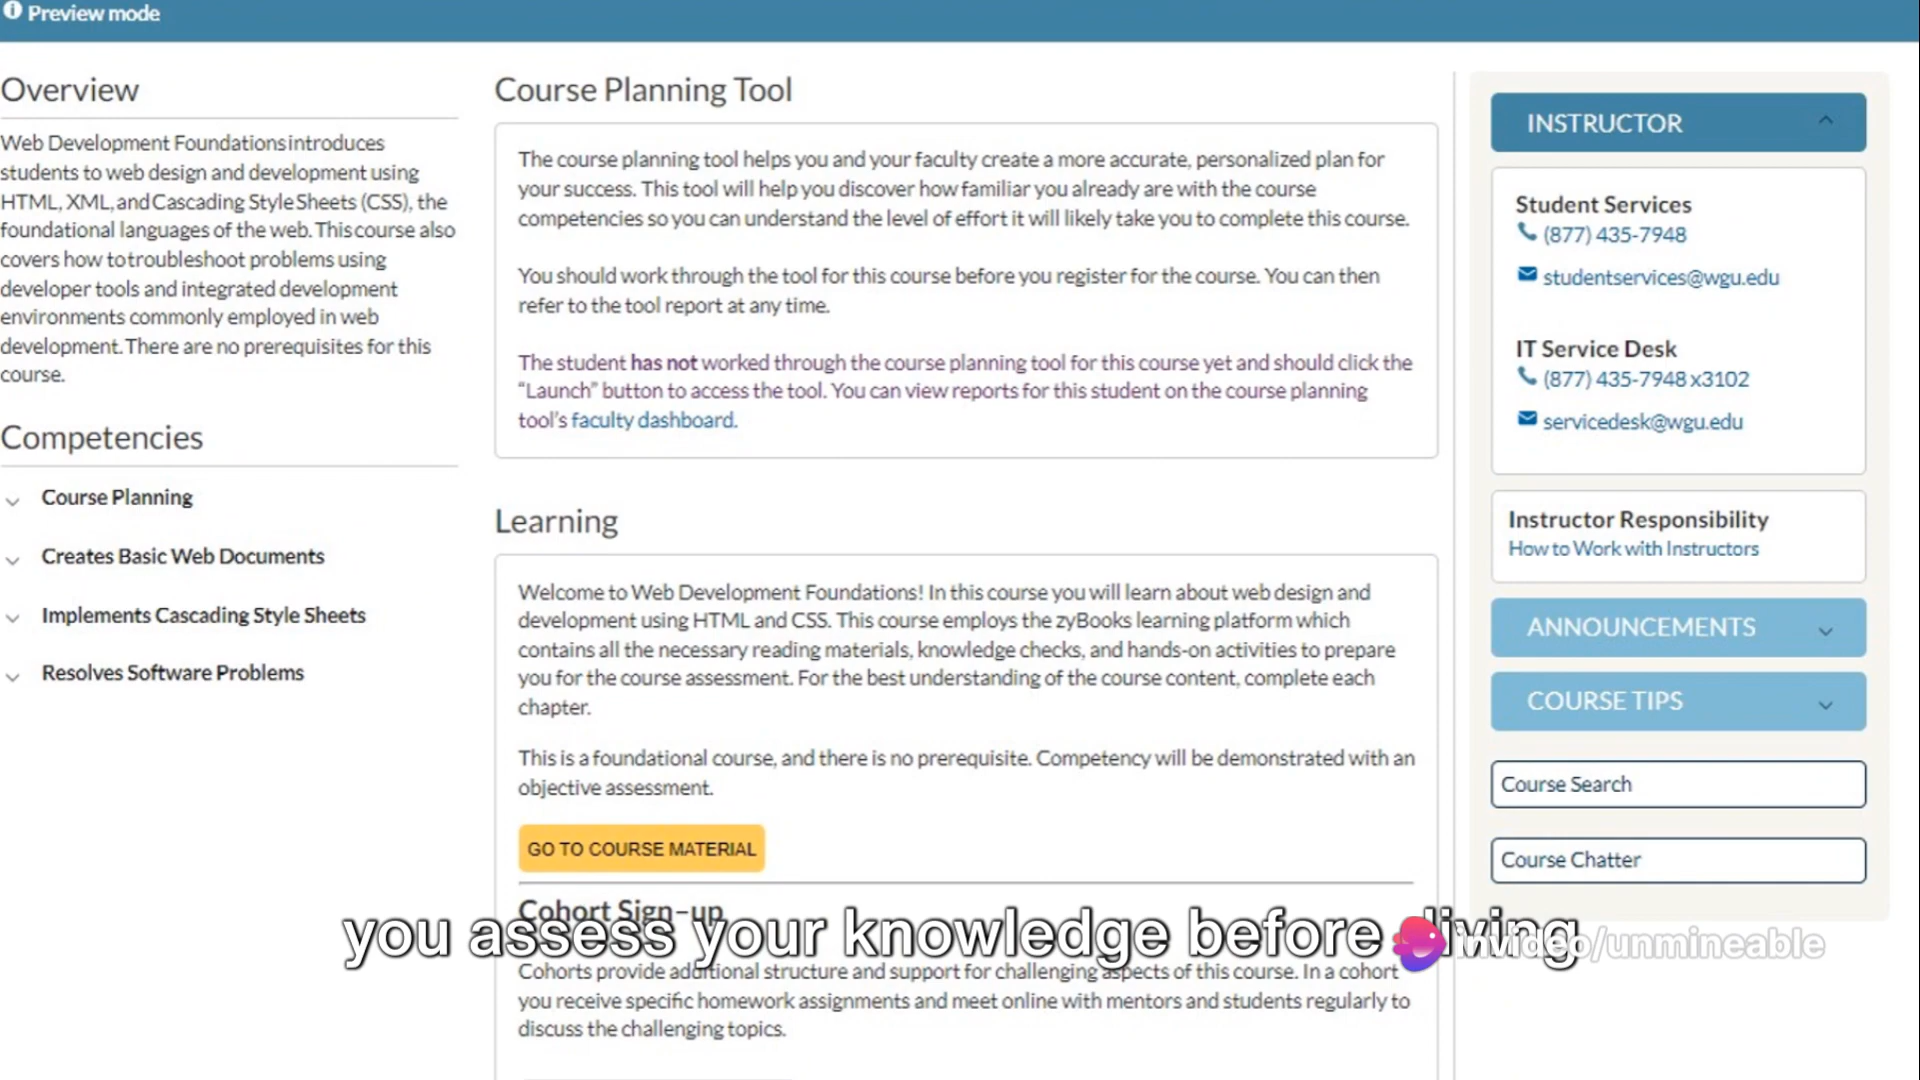 Preview mode
Overview
Web Development Foundations introduces
students to web design and development using
HTML, XML, and Cascading Style Sheets (CSS), the
foundational languages of the web. This course also
covers how to troubleshoot problems using
developer tools and integrated development
environments commonly employed in web
development. There are no prerequisites for this
course.
Competencies
Course Planning
Creates Basic Web Documents
Implements Cascading Style Sheets
Resolves Software Problems
Course Planning Tool
The course planning tool helps you and your faculty create a more accurate, personalized plan for
your success. This tool will help you discover how familiar you already are with the course
competencies so you can understand the level of effort it will likely take you to complete this course.
You should work through the tool for this course before you register for the course. You can then
refer to the tool report at any time.
The student has not worked through the course planning tool for this course yet and should click the
“Launch” button to access the tool. You can view reports for this student on the course planning
tool’s faculty dashboard.
Learning
Welcome to Web Development Foundations! In this course you will learn about web design and
development using HTML and CSS. This course employs the zyBooks learning platform which
contains all the necessary reading materials, knowledge checks, and hands-on activities to prepare
you for the course assessment. For the best understanding of the course content, complete each
chapter.
This is a foundational course, and there is no prerequisite. Competency will be demonstrated with an
objective assessment.
GO TO COURSE MATERIAL
Cohort Sign-up
you assess your knowledge before diving
invideo/unmineable
Cohorts provide additional structure and support for challenging aspects of this course. In a cohort
you receive specific homework assignments and meet online with mentors and students regularly to
discuss the challenging topics.
INSTRUCTOR
Student Services
(877) 435-7948
studentservices@wgu.edu
IT Service Desk
(877) 435-7948 x3102
servicedesk@wgu.edu
Instructor Responsibility
How to Work with Instructors
ANNOUNCEMENTS
COURSE TIPS
Course Search
Course Chatter